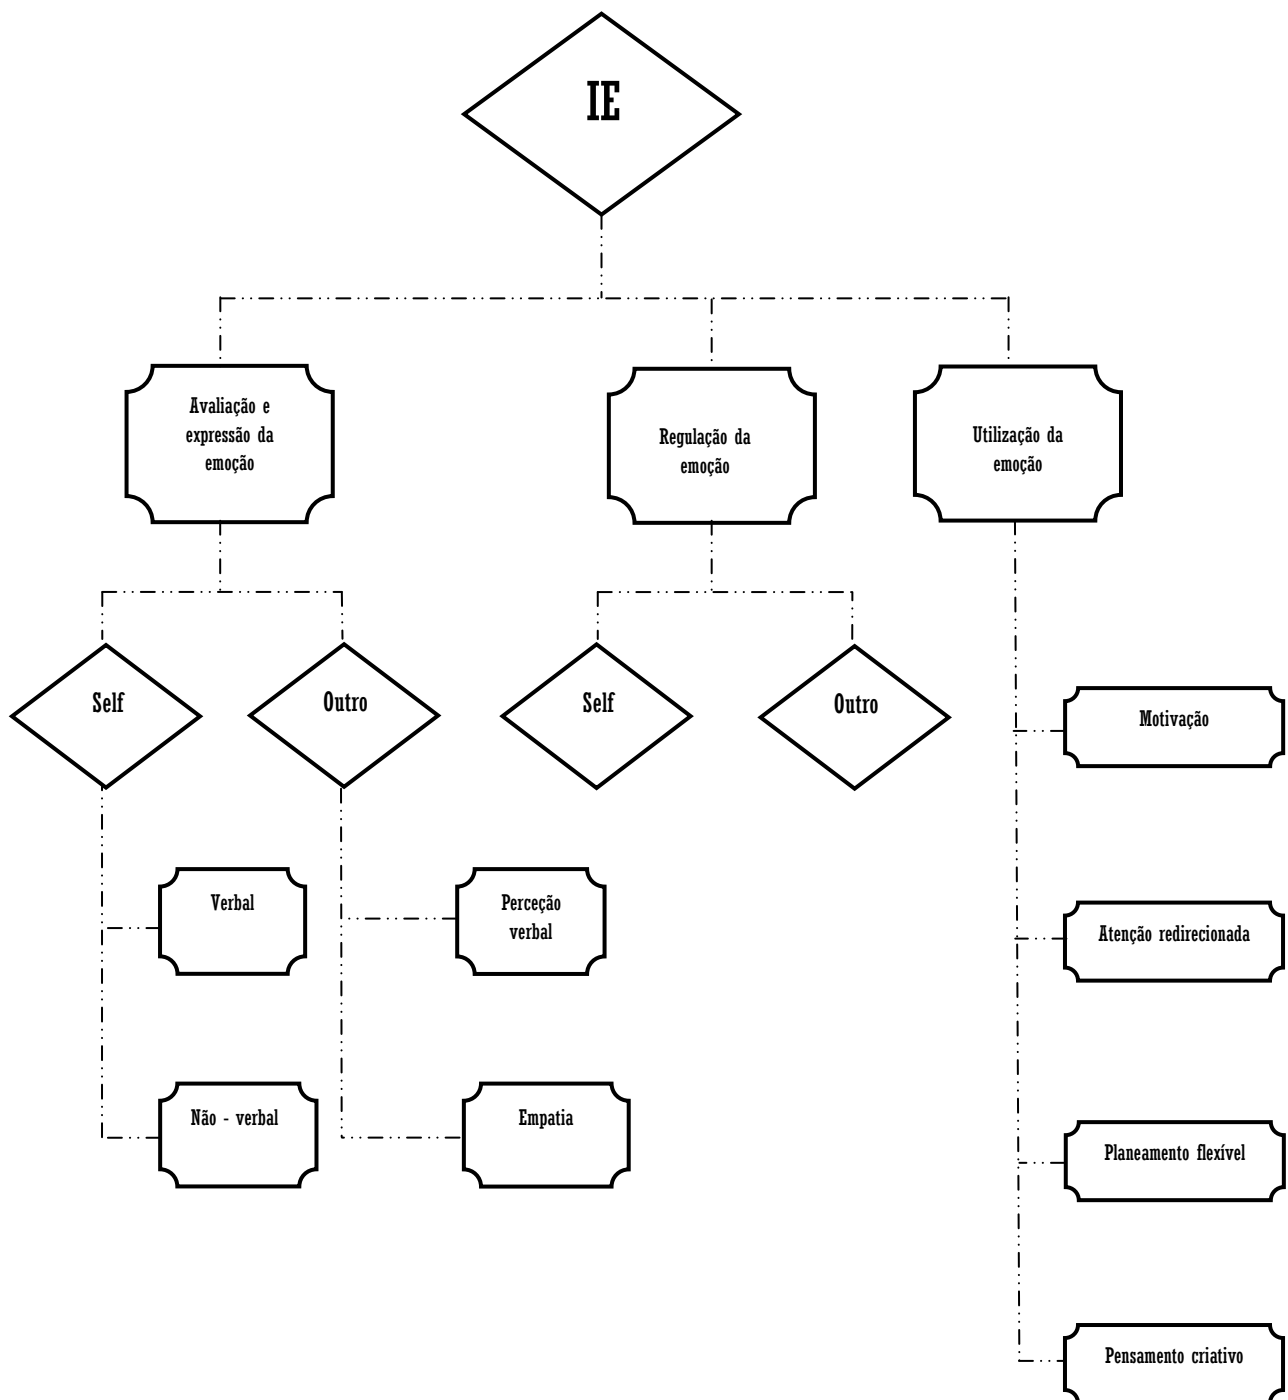 IE
Avaliação e
expressão da
emoção
Regulação da
emoção
Utilização da
emoção
Self
Outro
Self
Outro
Motivação
Verbal
Perceção
verbal
Atenção redirecionada
Não - verbal
Empatia
Planeamento flexível
Pensamento criativo